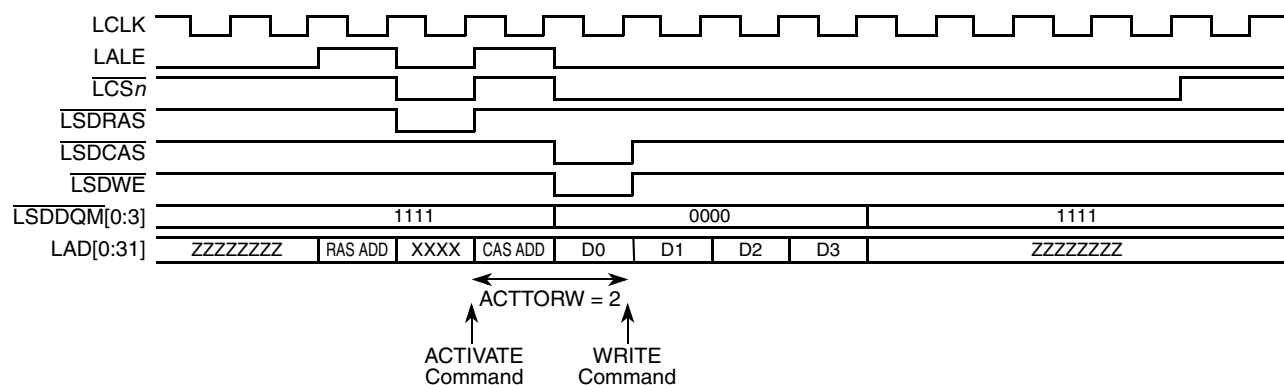 LCLK
LALE
LCSn
LSDRAS
LSDCAS
LSDWE
LSDDQM[0:3] 1111 0000 1111
LAD[0:31] ZZZZZZZZ RAS ADD XXXX CAS ADD D0 D1 D2 D3 ZZZZZZZZ
ACTTORW = 2
ACTIVATE WRITE
Command Command